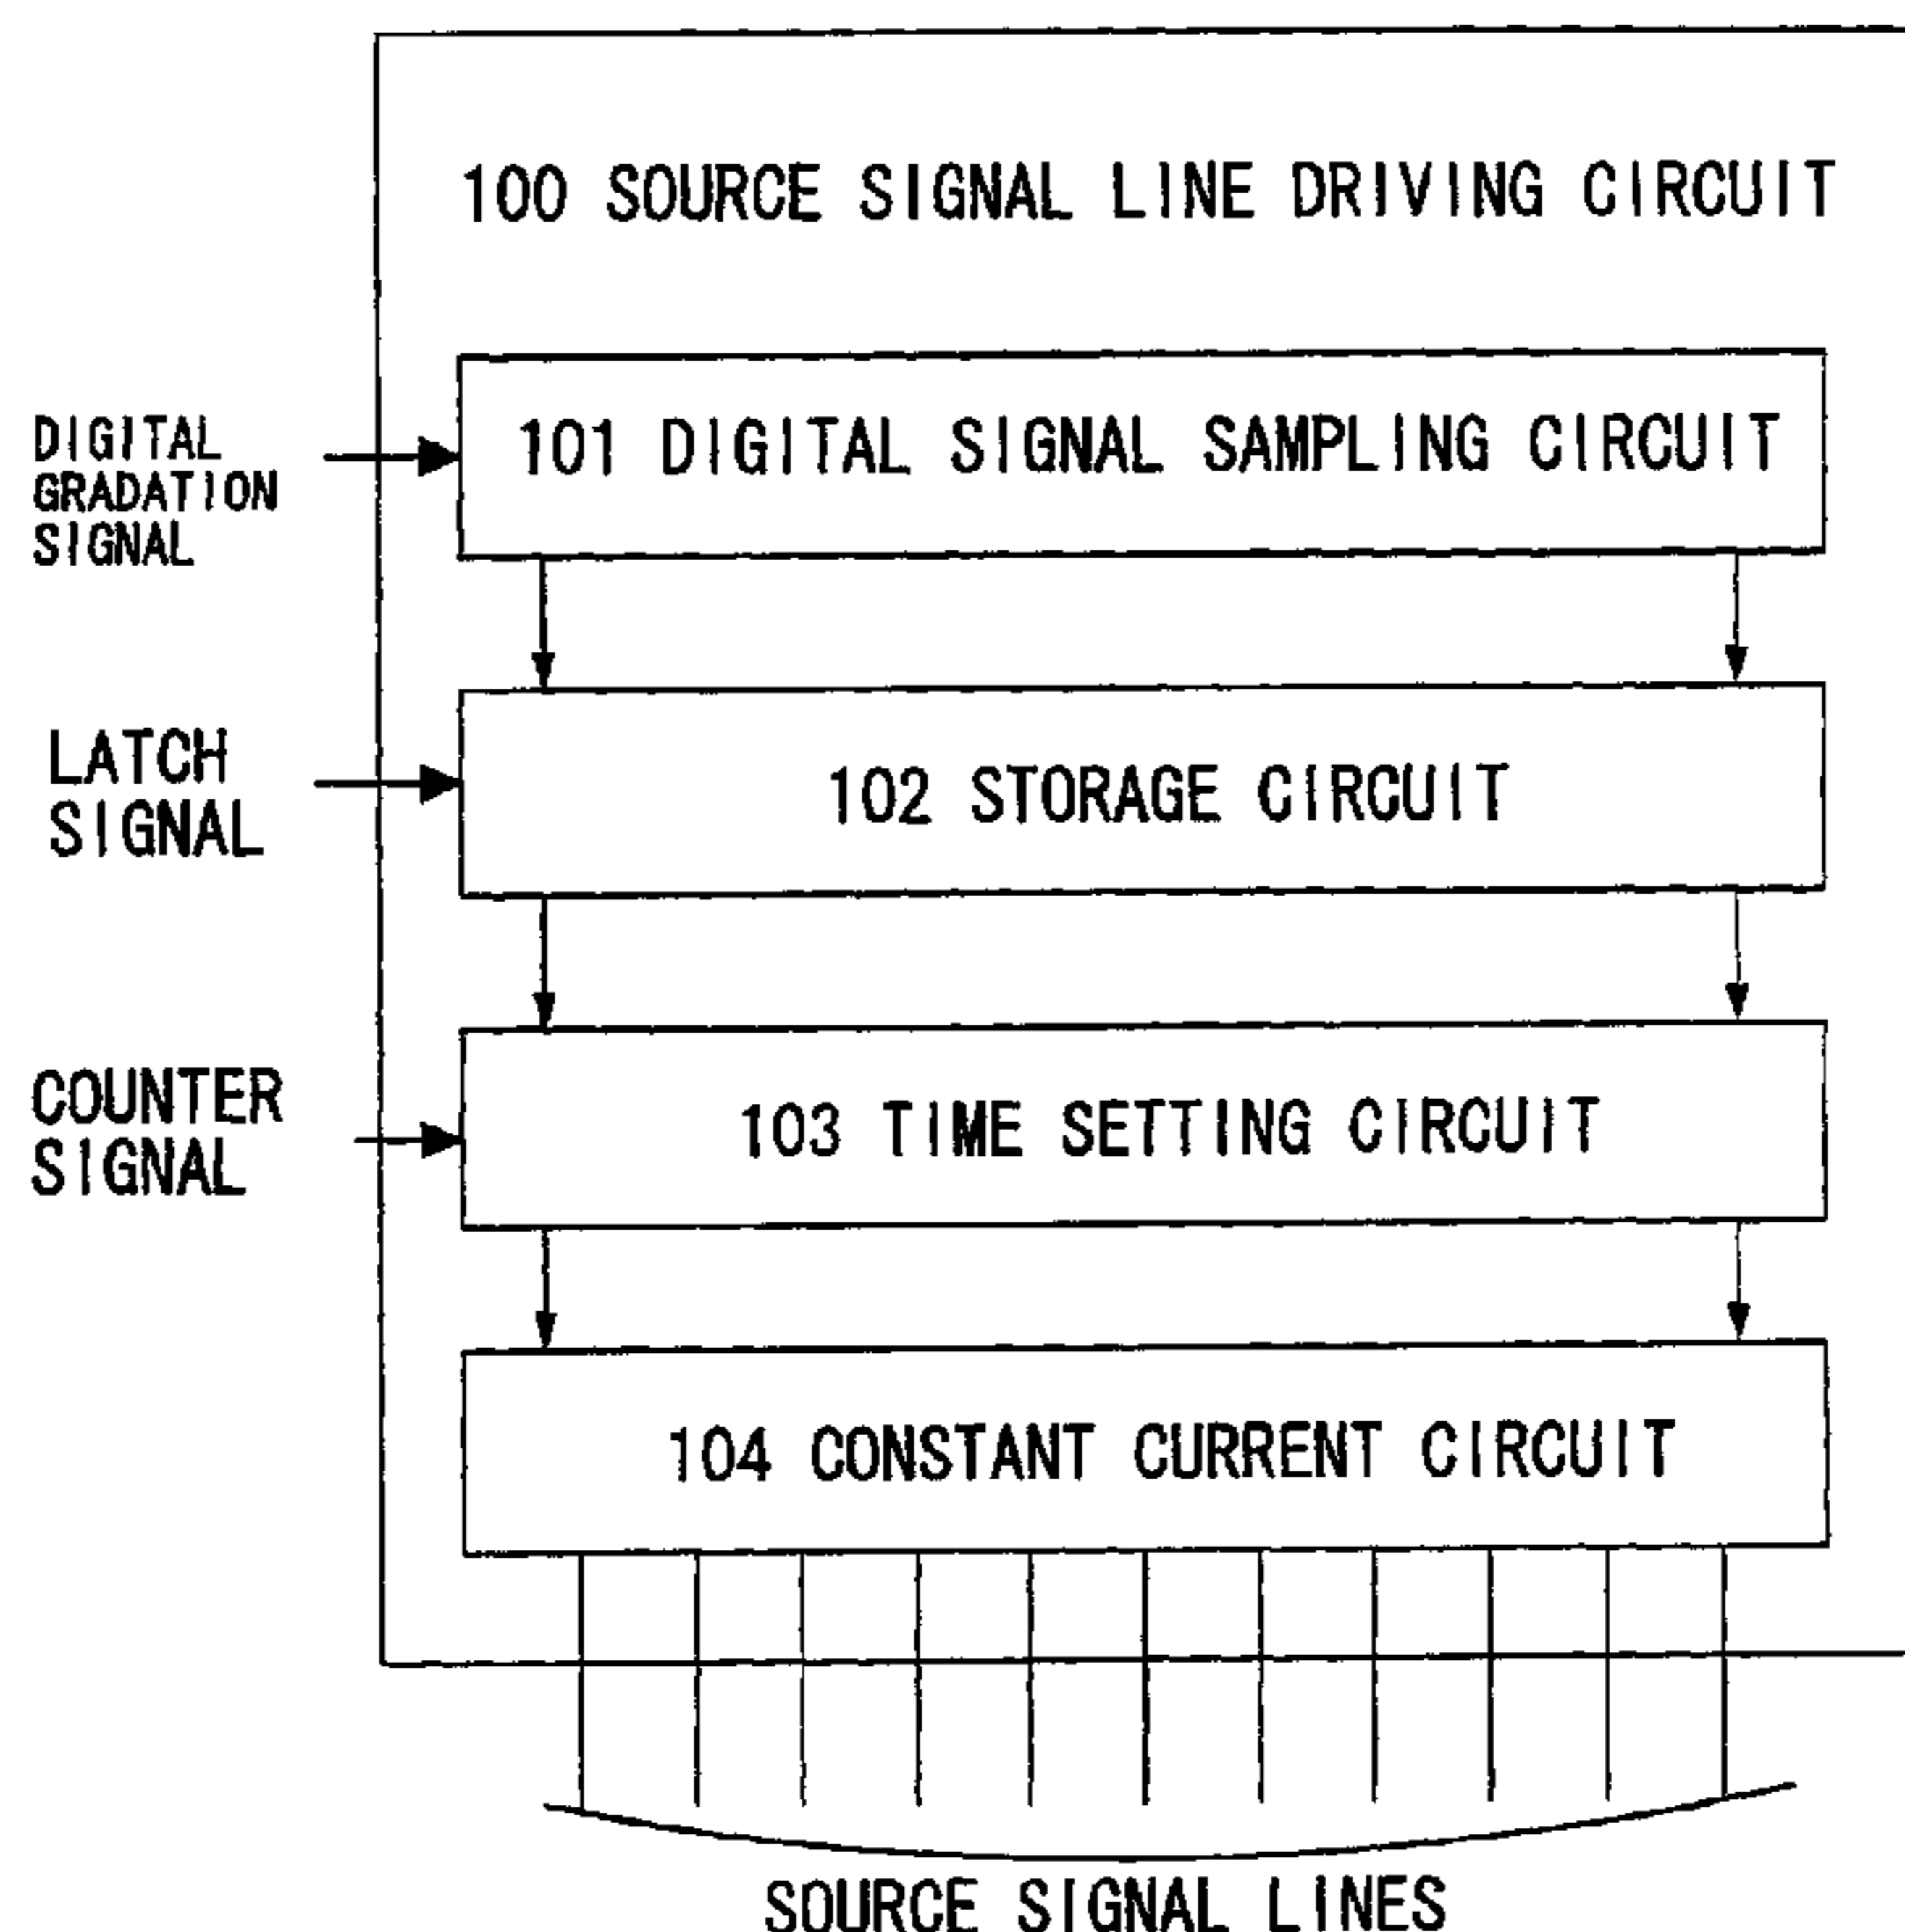 100 SOURCE SIGNAL LINE DRIVING CIRCUIT
DIGITAL
GRADATION
SIGNAL
101 DIGITAL SIGNAL SAMPLING CIRCUIT
LATCH
SIGNAL
102 STORAGE CIRCUIT
COUNTER
SIGNAL
103 TIME SETTING CIRCUIT
104 CONSTANT CURRENT CIRCUIT
SOURCE SIGNAL LINES